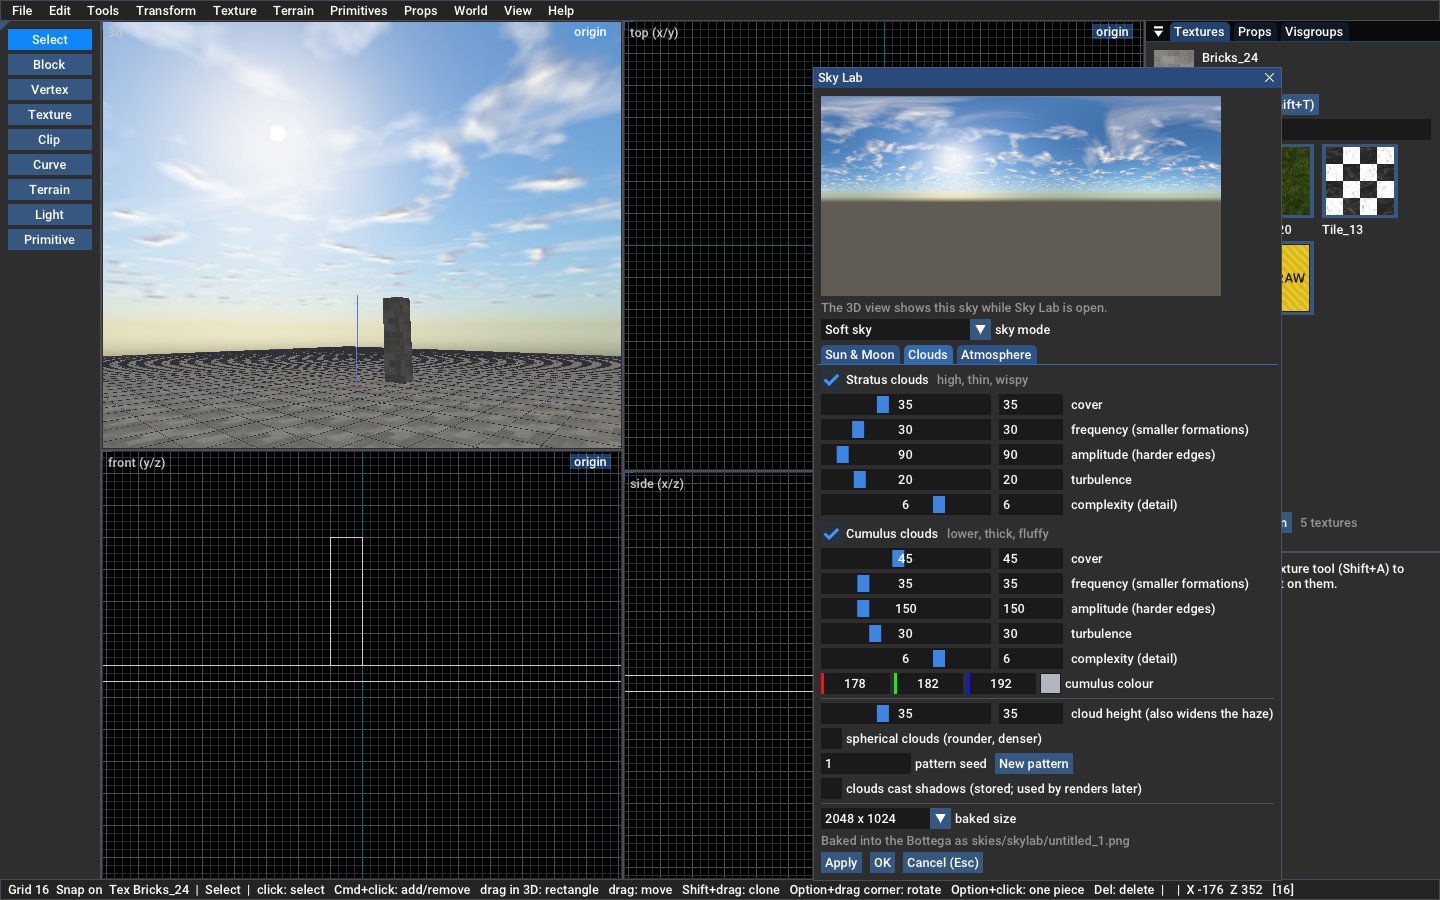 File Edit Tools Transform Texture Terrain Primitives Props World View Help
Select
Block
Vertex
Texture
Clip
Curve
Terrain
Light
Primitive
3d
origin
top (x/y)
origin
front (y/z)
origin
side (x/z)
Textures Props Visgroups
Bricks_24
ift+T)
20
Tile_13
RAW
n 5 textures
xture tool (Shift+A) to
t on them.
Sky Lab
The 3D view shows this sky while Sky Lab is open.
Soft sky sky mode
Sun & Moon Clouds Atmosphere
Stratus clouds high, thin, wispy
35 35 cover
30 30 frequency (smaller formations)
90 90 amplitude (harder edges)
20 20 turbulence
6 6 complexity (detail)
Cumulus clouds lower, thick, fluffy
45 45 cover
35 35 frequency (smaller formations)
150 150 amplitude (harder edges)
30 30 turbulence
6 6 complexity (detail)
178 182 192 cumulus colour
35 35 cloud height (also widens the haze)
spherical clouds (rounder, denser)
1 pattern seed New pattern
clouds cast shadows (stored; used by renders later)
2048 x 1024 baked size
Baked into the Bottega as skies/skylab/untitled_1.png
Apply OK Cancel (Esc)
Grid 16 Snap on Tex Bricks_24 | Select | click: select Cmd+click: add/remove drag in 3D: rectangle drag: move Shift+drag: clone Option+drag corner: rotate Option+click: one piece Del: delete | | X -176 Z 352 [16]